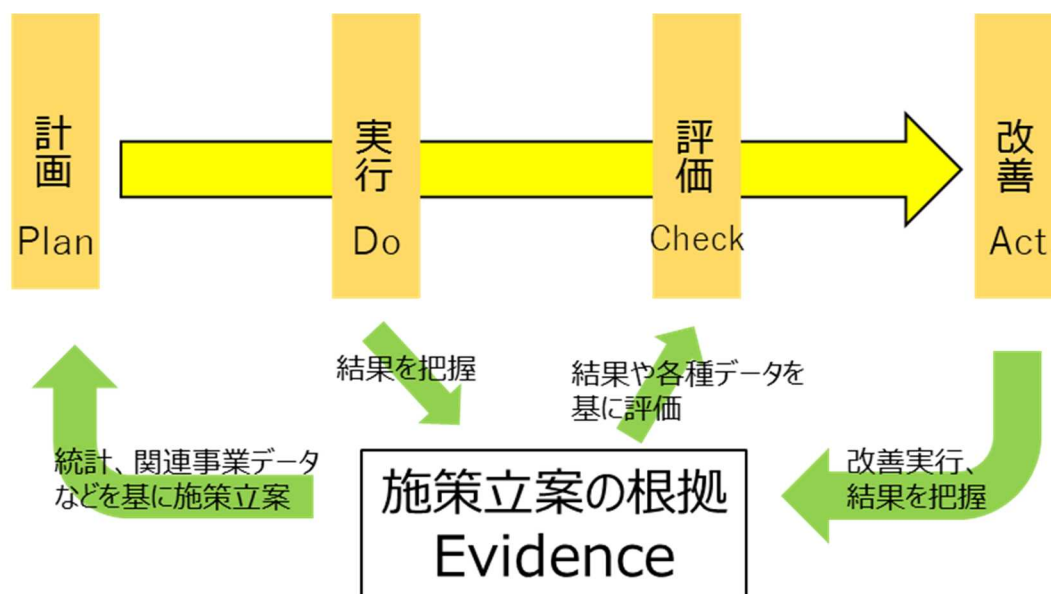 計画
Plan
実行
Do
評価
Check
改善
Act
結果を把握
結果や各種データを
基に評価
統計、関連事業データ
などを基に施策立案
改善実行、
結果を把握
施策立案の根拠
Evidence